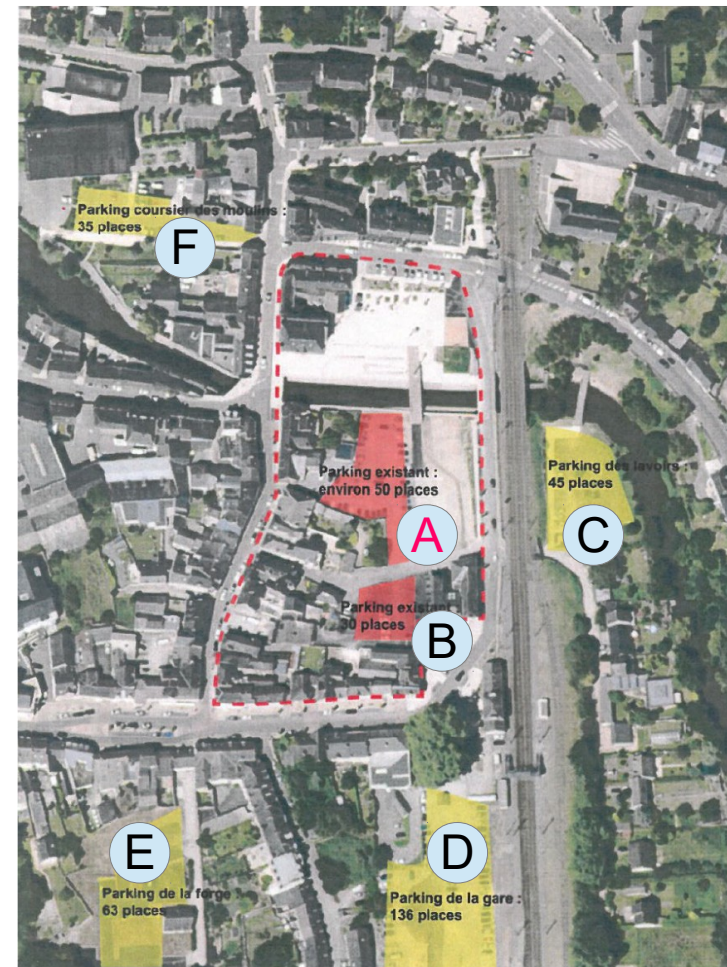 Parking coursier des moulins :
35 places
F
Parking existant :
environ 50 places
Parking des lavoirs :
45 places
A
C
Parking existant
30 places
B
E
D
Parking de la forge
63 places
Parking de la gare :
136 places